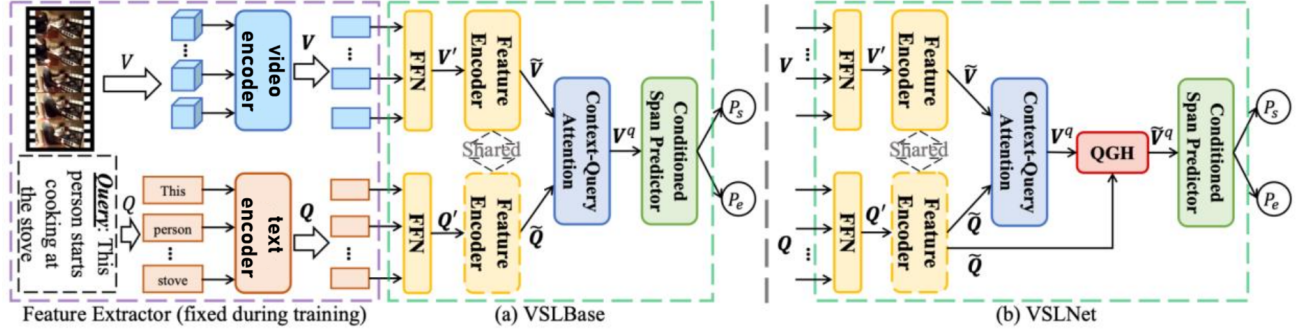 V
video
encoder
V
FFN
V'
Feature
Encoder
Ṽ
Shared
Context-Query
Attention
V^q
Conditioned
Span Predictor
P_s
P_e
Query: This
person starts
cooking at
the stove
Q
This
person
stove
text
encoder
Q
FFN
Q'
Feature
Encoder
Q̃
Feature Extractor (fixed during training)
(a) VSLBase
V
FFN
V'
Feature
Encoder
Ṽ
Shared
Context-Query
Attention
V^q
QGH
Ṽ^q
Conditioned
Span Predictor
P_s
P_e
Q
FFN
Q'
Feature
Encoder
Q̃
Q̃
(b) VSLNet